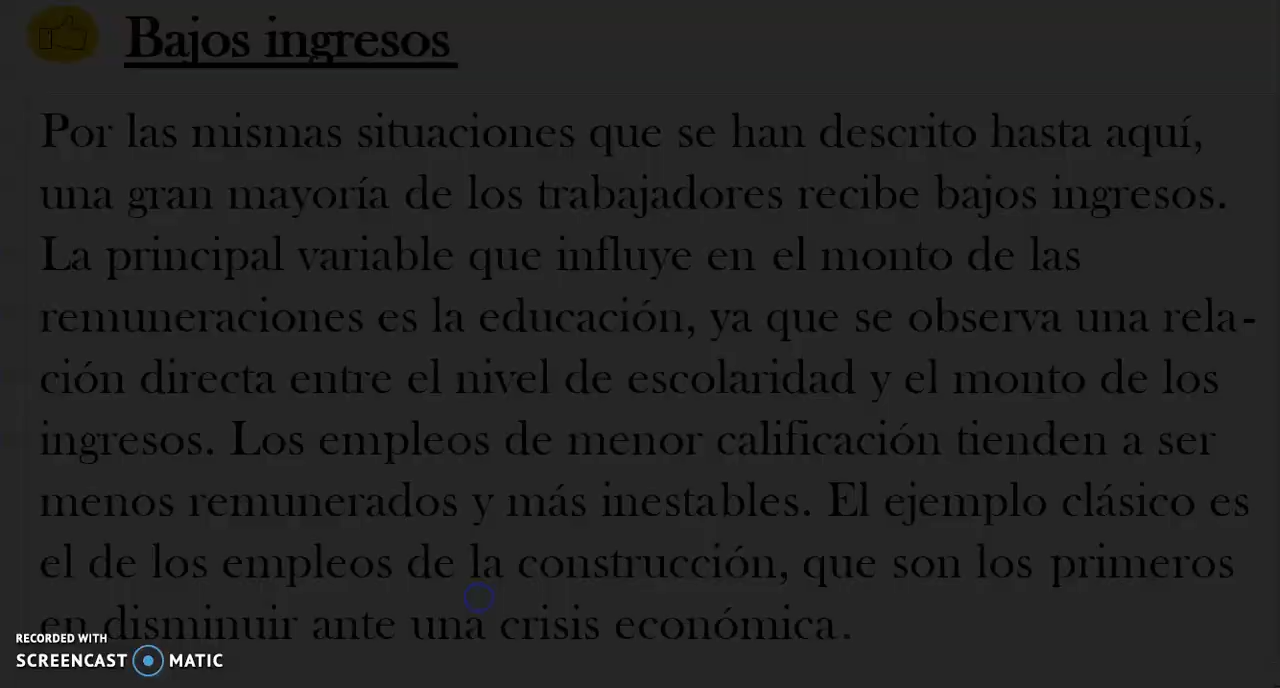 Bajos ingresos
Por las mismas situaciones que se han descrito hasta aquí,
una gran mayoría de los trabajadores recibe bajos ingresos.
La principal variable que influye en el monto de las
remuneraciones es la educación, ya que se observa una rela-
ción directa entre el nivel de escolaridad y el monto de los
ingresos. Los empleos de menor calificación tienden a ser
menos remunerados y más inestables. El ejemplo clásico es
el de los empleos de la construcción, que son los primeros
en disminuir ante una crisis económica.
RECORDED WITH
SCREENCAST MATIC